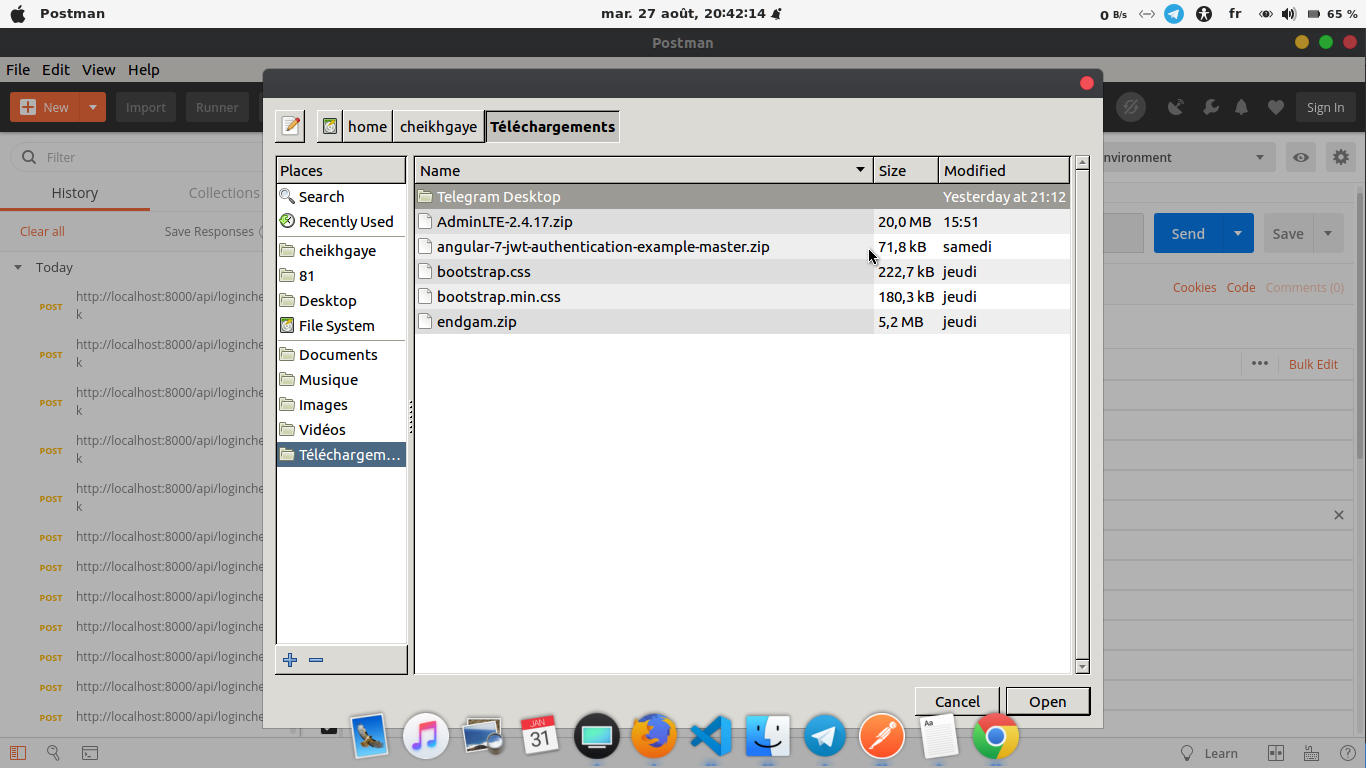 Postman
mar. 27 août, 20:42:14
0 B/s
fr
65 %
Postman
File Edit View Help
New
Import
Runner
Sign In
Filter
History
Collections
Clear all
Save Responses
Today
POST http://localhost:8000/api/loginche
k
POST http://localhost:8000/api/loginche
k
POST http://localhost:8000/api/loginche
k
POST http://localhost:8000/api/loginche
k
POST http://localhost:8000/api/loginche
k
POST http://localhost:8000/api/loginche
POST http://localhost:8000/api/loginche
POST http://localhost:8000/api/loginche
POST http://localhost:8000/api/loginche
POST http://localhost:8000/api/loginche
POST http://localhost:8000/api/loginche
POST http://localhost:8000/api/loginche
home cheikhgaye Téléchargements
Places
Search
Recently Used
cheikhgaye
81
Desktop
File System
Documents
Musique
Images
Vidéos
Téléchargem...
Name Size Modified
Telegram Desktop Yesterday at 21:12
AdminLTE-2.4.17.zip 20,0 MB 15:51
angular-7-jwt-authentication-example-master.zip 71,8 kB samedi
bootstrap.css 222,7 kB jeudi
bootstrap.min.css 180,3 kB jeudi
endgam.zip 5,2 MB jeudi
Cancel
Open
nvironment
Send
Save
Cookies Code Comments (0)
Bulk Edit
JAN
31
Aa
Learn